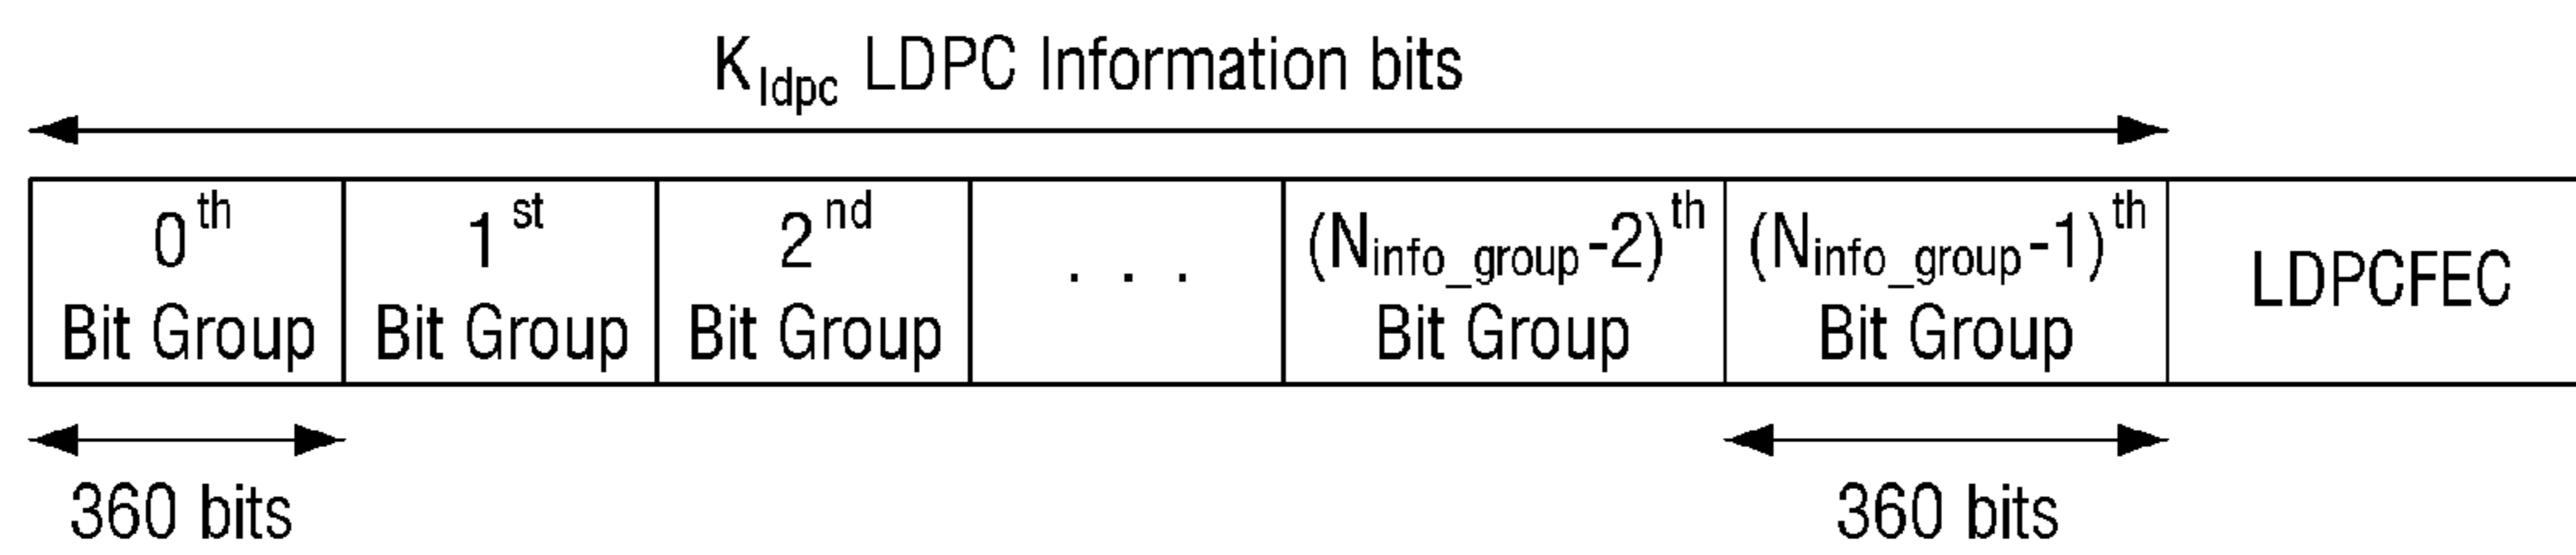 K_ldpc LDPC Information bits
0th 1st 2nd . . . (N_info_group-2)th (N_info_group-1)th LDPCFEC
Bit Group Bit Group Bit Group Bit Group Bit Group
360 bits 360 bits